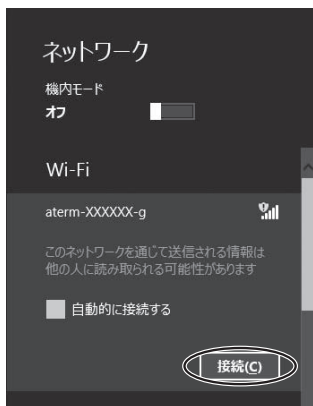 ネットワーク
機内モード
オフ
Wi-Fi
aterm-XXXXXX-g
このネットワークを通じて送信される情報は
他の人に読み取られる可能性があります
自動的に接続する
接続(C)